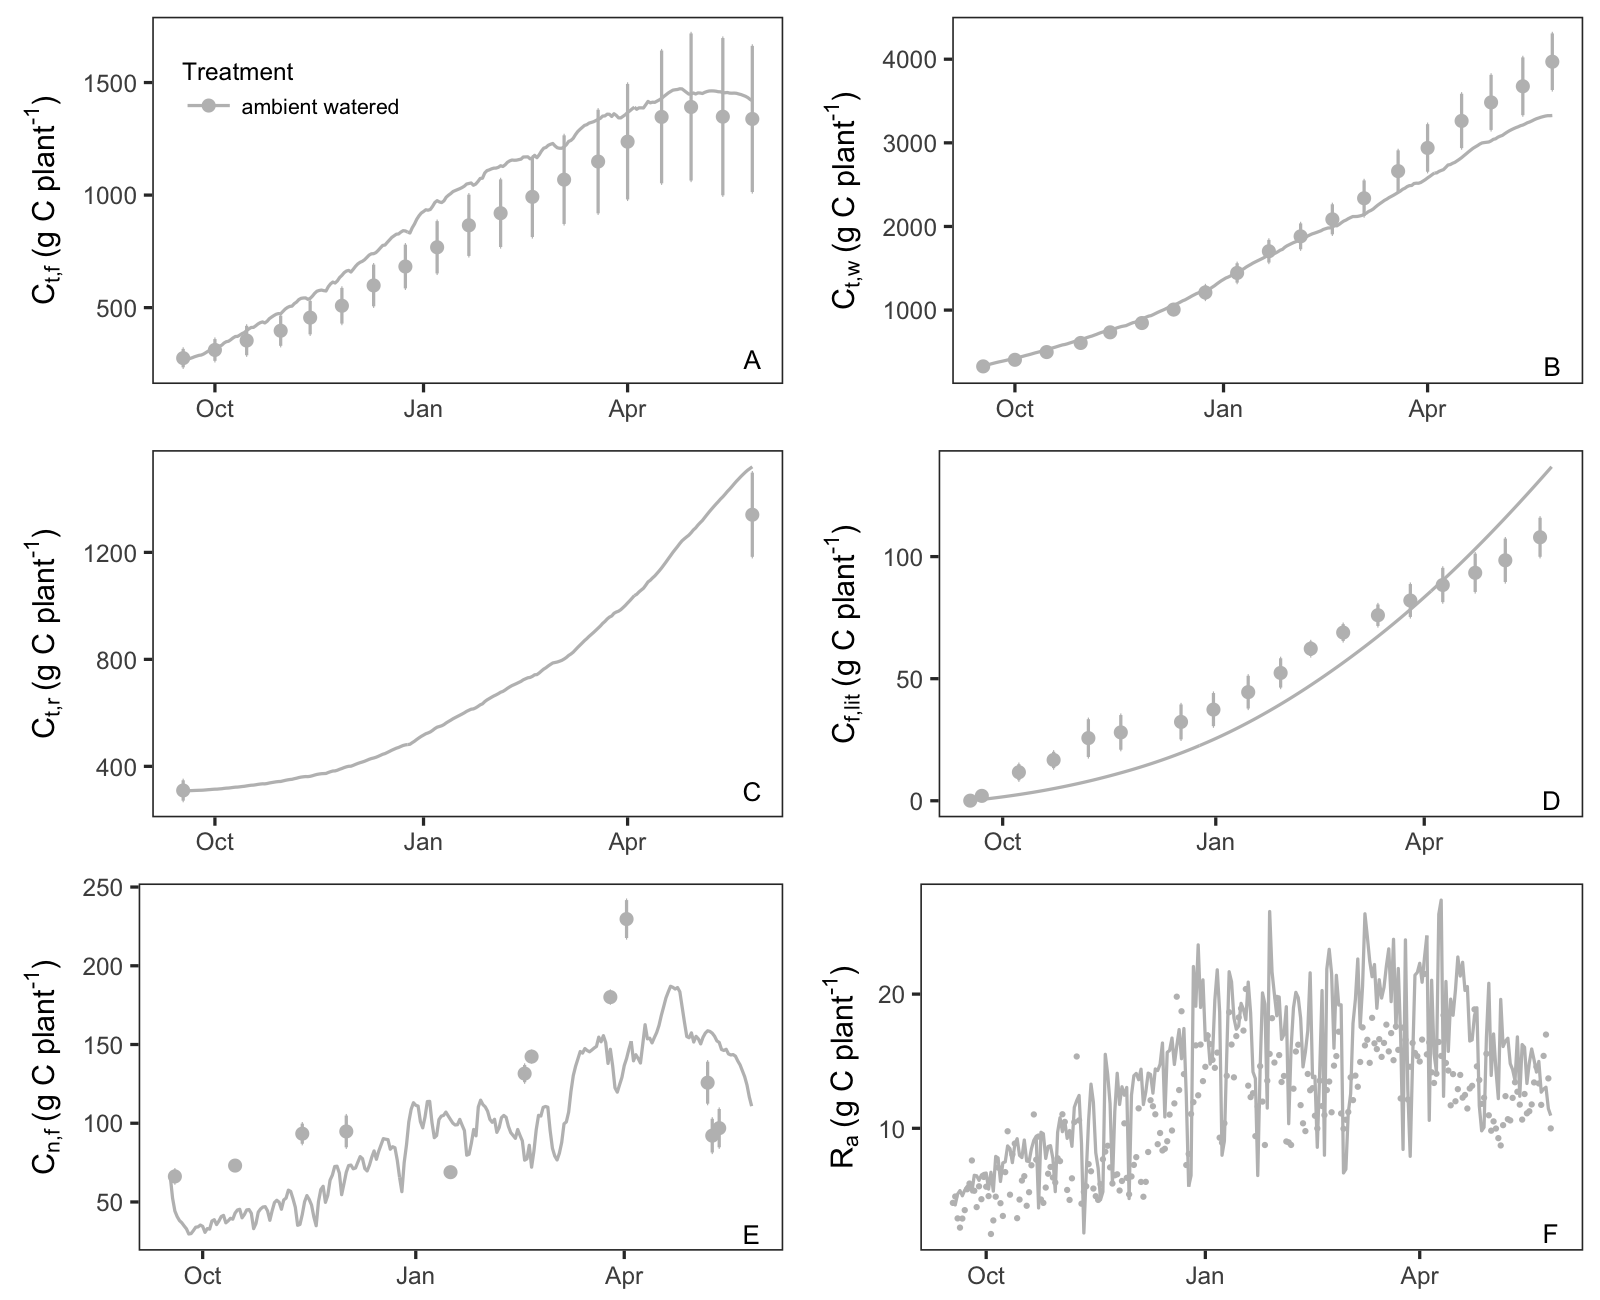 C_t,f (g C plant^-1)
1500
1000
500
Treatment
ambient watered
A
Oct Jan Apr
C_t,w (g C plant^-1)
4000
3000
2000
1000
B
Oct Jan Apr
C_t,r (g C plant^-1)
1200
800
400
C
Oct Jan Apr
C_f,lit (g C plant^-1)
100
50
0
D
Oct Jan Apr
C_n,f (g C plant^-1)
250
200
150
100
50
E
Oct Jan Apr
R_a (g C plant^-1)
20
10
F
Oct Jan Apr